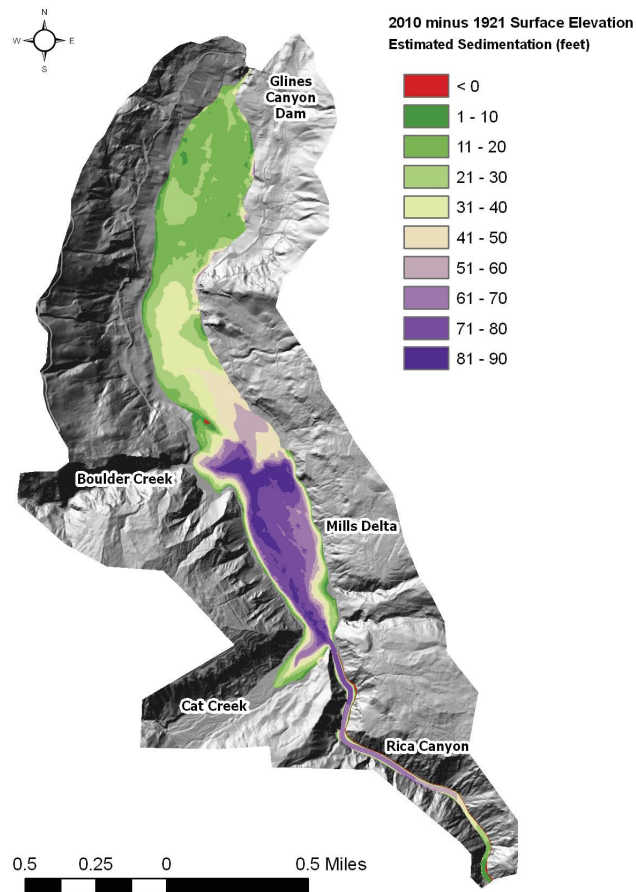 2010 minus 1921 Surface Elevation
Estimated Sedimentation (feet)
N
W
E
S
Glines
Canyon
Dam
< 0
1 - 10
11 - 20
21 - 30
31 - 40
41 - 50
51 - 60
61 - 70
71 - 80
81 - 90
Boulder Creek
Mills Delta
Cat Creek
Rica Canyon
0.5 0.25 0 0.5 Miles